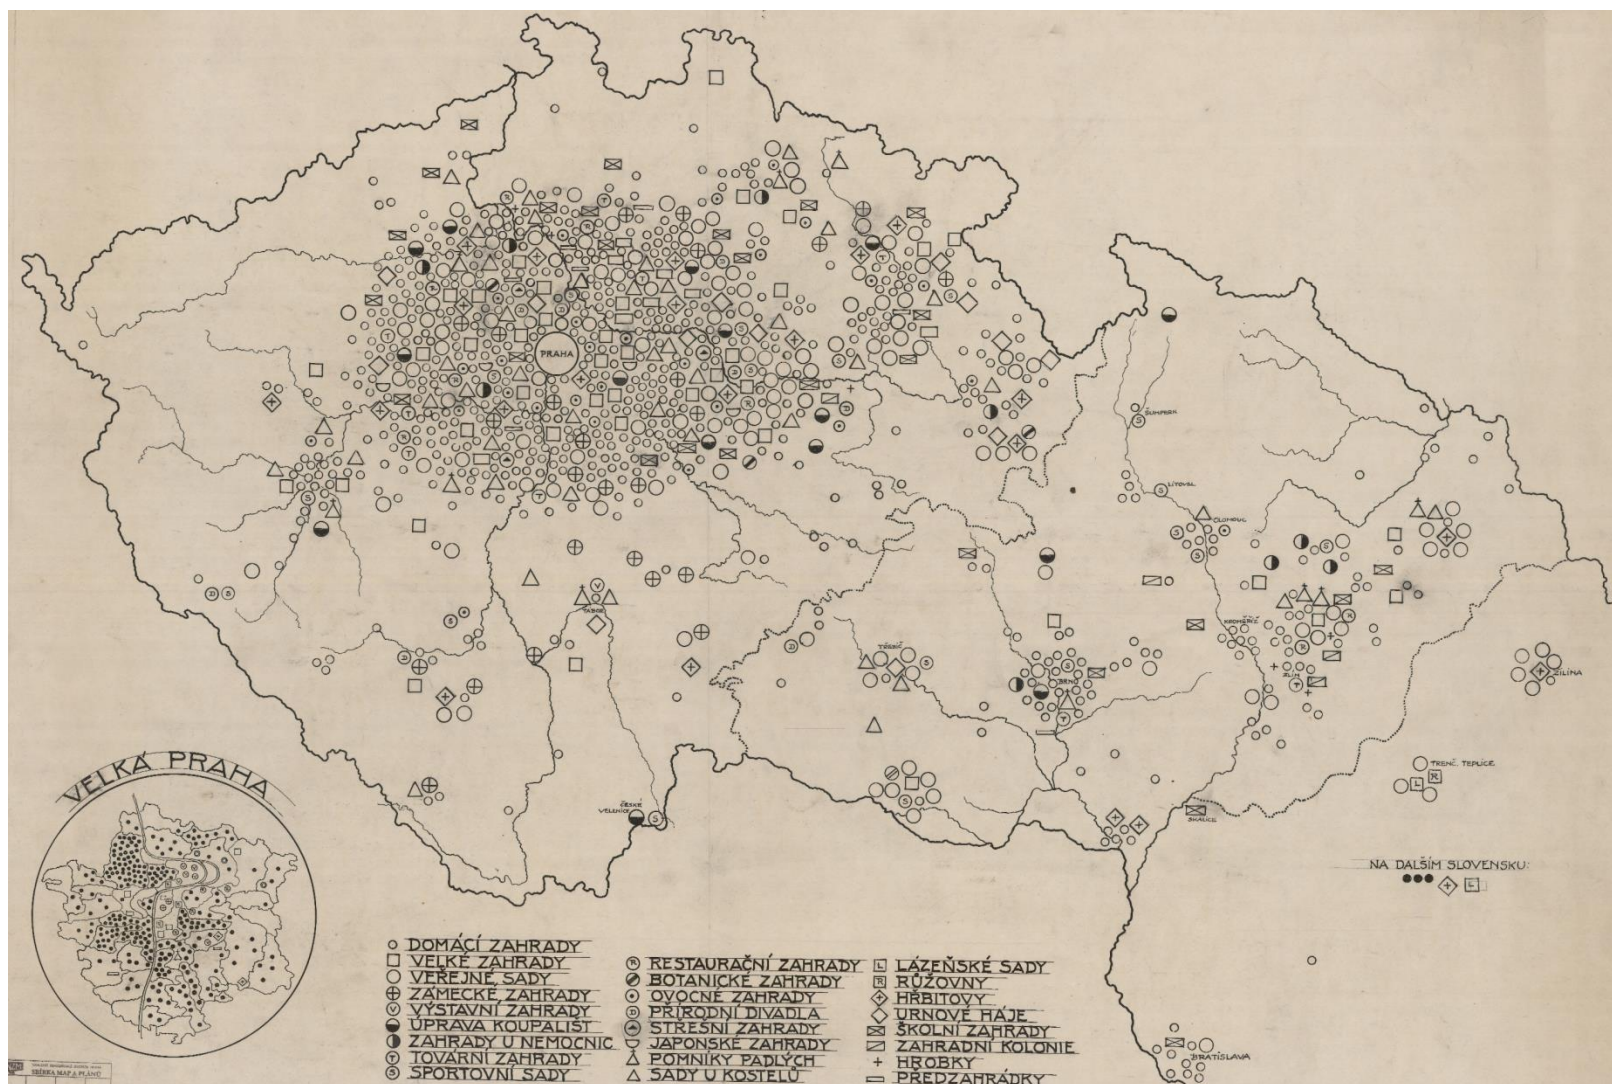 PRAHA
ŠUMPERK
LITOVEL
OLOMOUC
TÁBOR
KROMĚŘÍŽ
TŘEBÍČ
BRNO
ZLÍN
ŽILINA
VELKÁ PRAHA
TRENČ. TEPLICE
ČESKÉ
VELENICE
SKALICE
NA DALŠÍM SLOVENSKU:
DOMÁCÍ ZAHRADY
VELKÉ ZAHRADY
VEŘEJNÉ SADY
ZÁMECKÉ ZAHRADY
VÝSTAVNÍ ZAHRADY
ÚPRAVA KOUPALIŠŤ
ZAHRADY U NEMOCNIC
TOVÁRNÍ ZAHRADY
SPORTOVNÍ SADY
RESTAURAČNÍ ZAHRADY
BOTANICKÉ ZAHRADY
OVOCNÉ ZAHRADY
PŘÍRODNÍ DIVADLA
STŘEŠNÍ ZAHRADY
JAPONSKÉ ZAHRADY
POMNÍKY PADLÝCH
SADY U KOSTELŮ
LÁZEŇSKÉ SADY
RŮŽOVNY
HŘBITOVY
URNOVÉ HÁJE
ŠKOLNÍ ZAHRADY
ZAHRADNÍ KOLONIE
HROBKY
PŘEDZAHRÁDKY
BRATISLAVA
SBÍRKA MAP A PLÁNŮ